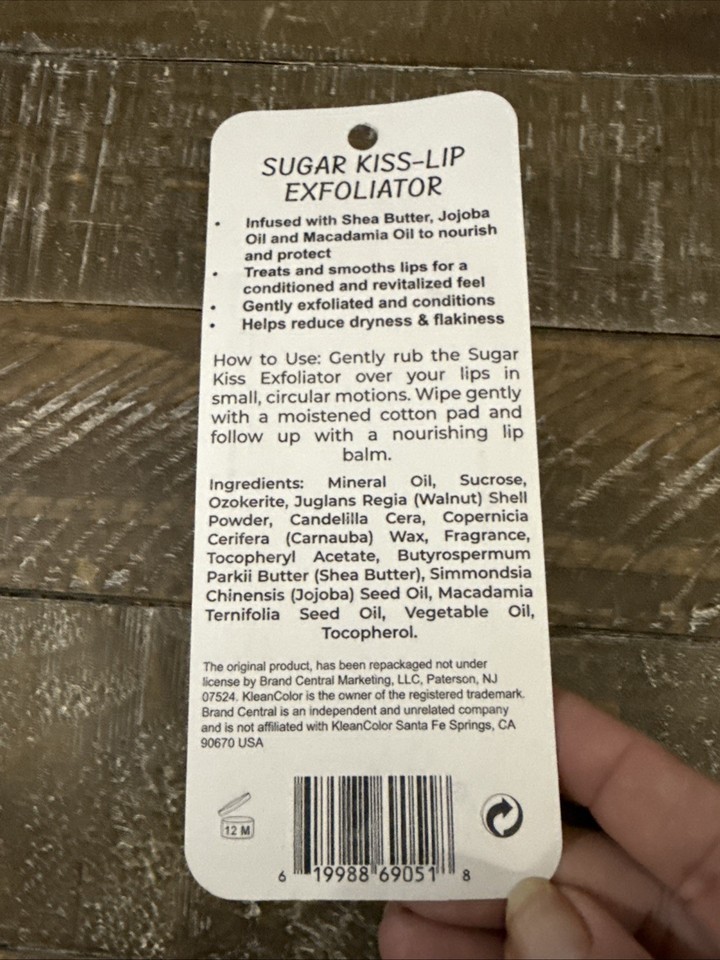 SUGAR KISS-LIP
EXFOLIATOR
• Infused with Shea Butter, Jojoba
Oil and Macadamia Oil to nourish
and protect
• Treats and smooths lips for a
conditioned and revitalized feel
• Gently exfoliated and conditions
• Helps reduce dryness & flakiness
How to Use: Gently rub the Sugar
Kiss Exfoliator over your lips in
small, circular motions. Wipe gently
with a moistened cotton pad and
follow up with a nourishing lip
balm.
Ingredients: Mineral Oil, Sucrose,
Ozokerite, Juglans Regia (Walnut) Shell
Powder, Candelilla Cera, Copernicia
Cerifera (Carnauba) Wax, Fragrance,
Tocopheryl Acetate, Butyrospermum
Parkii Butter (Shea Butter), Simmondsia
Chinensis (Jojoba) Seed Oil, Macadamia
Ternifolia Seed Oil, Vegetable Oil,
Tocopherol.
The original product, has been repackaged not under
license by Brand Central Marketing, LLC, Paterson, NJ
07524. KleanColor is the owner of the registered trademark.
Brand Central is an independent and unrelated company
and is not affiliated with KleanColor Santa Fe Springs, CA
90670 USA
12 M
6 19988 69051 8